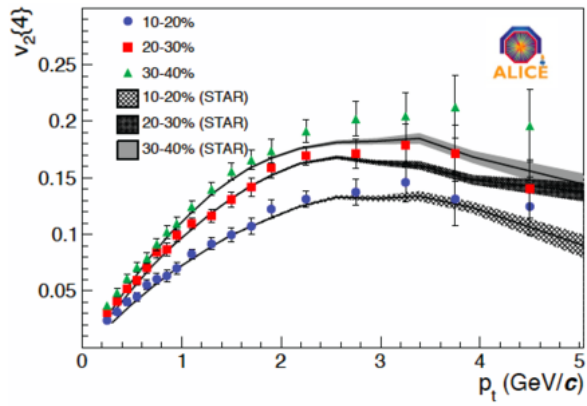 v₂{4}
0.25
0.2
0.15
0.1
0.05
10-20%
20-30%
30-40%
10-20% (STAR)
20-30% (STAR)
30-40% (STAR)
ALICE
0 1 2 3 4 5
pₜ (GeV/c)